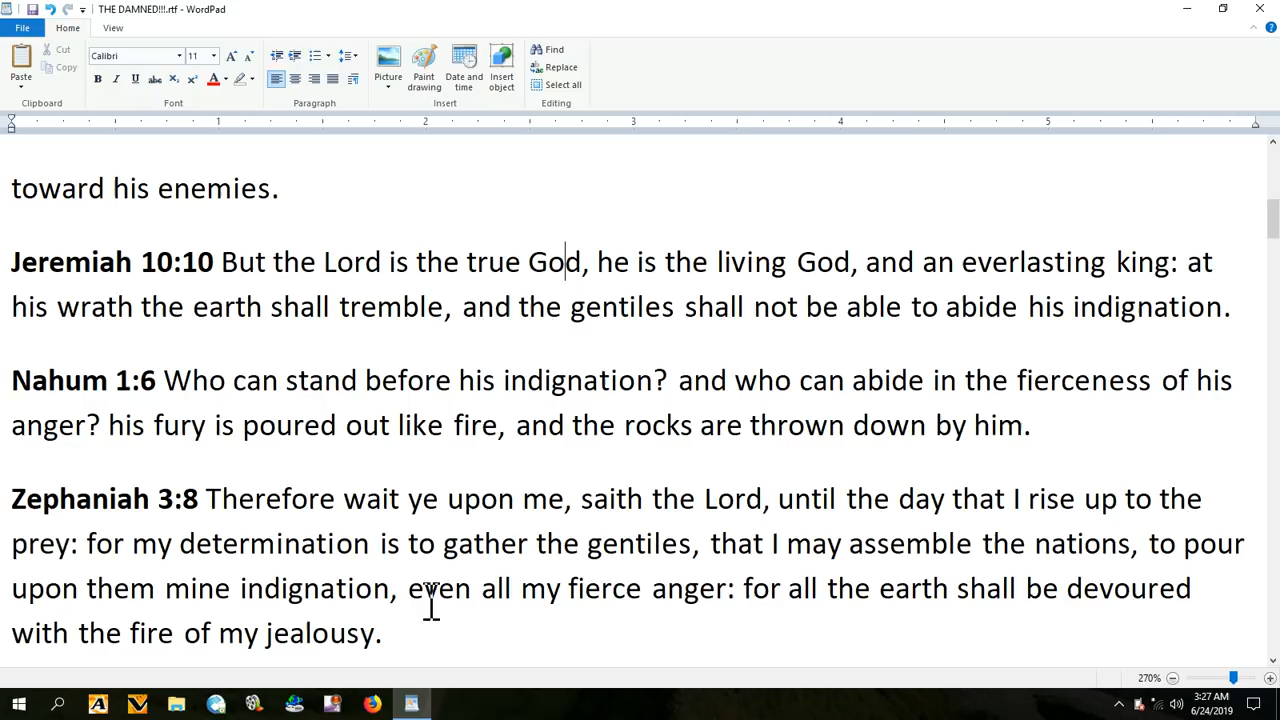 THE DAMNED!!!.rtf - WordPad
File Home View
Paste Cut Copy Clipboard
Calibri 11 Font
Paragraph
Picture Paint drawing Date and time Insert object Insert
Find Replace Select all Editing
1 2 3 4 5
toward his enemies.
Jeremiah 10:10 But the Lord is the true God, he is the living God, and an everlasting king: at
his wrath the earth shall tremble, and the gentiles shall not be able to abide his indignation.
Nahum 1:6 Who can stand before his indignation? and who can abide in the fierceness of his
anger? his fury is poured out like fire, and the rocks are thrown down by him.
Zephaniah 3:8 Therefore wait ye upon me, saith the Lord, until the day that I rise up to the
prey: for my determination is to gather the gentiles, that I may assemble the nations, to pour
upon them mine indignation, even all my fierce anger: for all the earth shall be devoured
with the fire of my jealousy.
270%
3:27 AM
6/24/2019